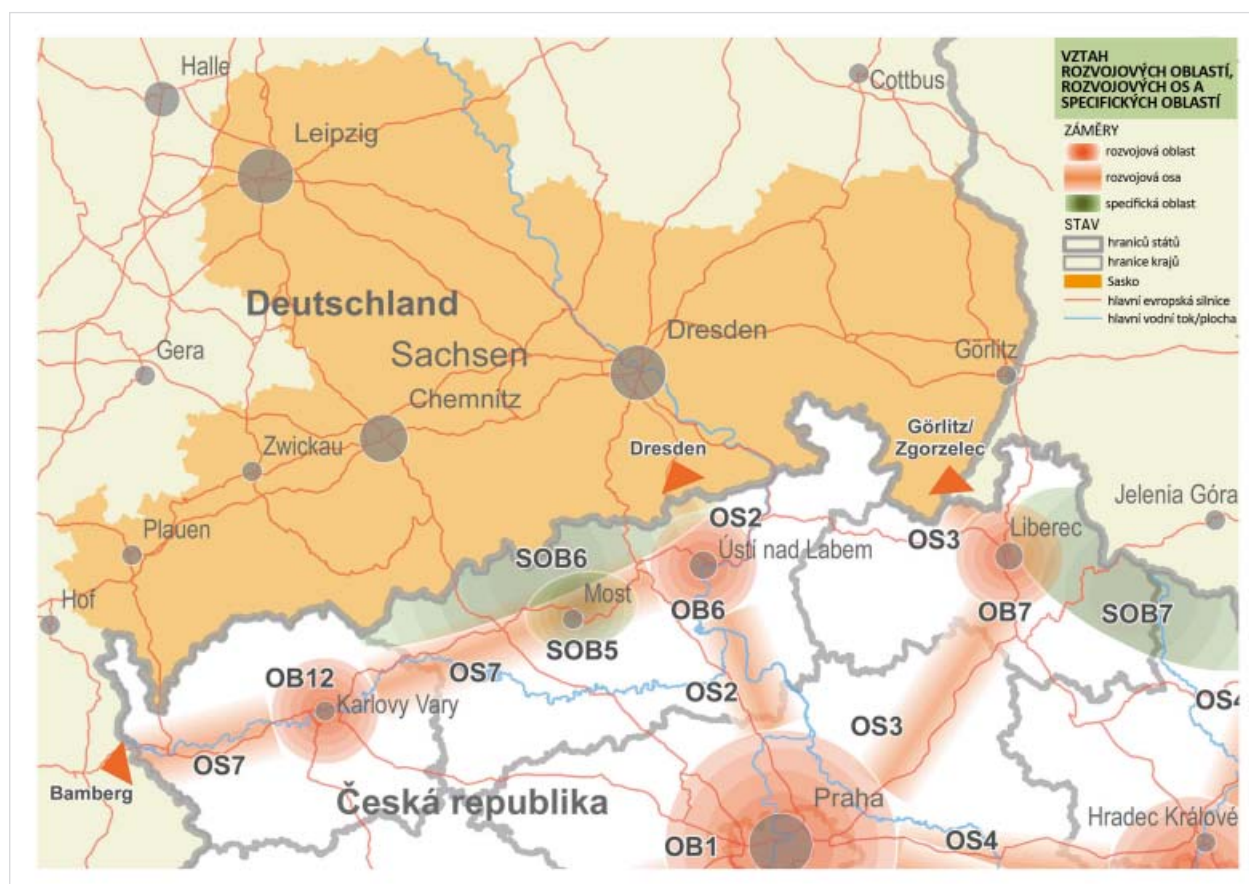 VZTAH
ROZVOJOVÝCH OBLASTÍ,
ROZVOJOVÝCH OS A
SPECIFICKÝCH OBLASTÍ
ZÁMĚRY
rozvojová oblast
rozvojová osa
specifická oblast
STAV
hraniců států
hranice krajů
Sasko
hlavní evropská silnice
hlavní vodní tok/plocha
Halle
Cottbus
Leipzig
Deutschland
Dresden
Sachsen
Gera
Görlitz
Chemnitz
Zwickau
Dresden
Görlitz/
Zgorzelec
Jelenia Góra
Plauen
OS2
OS3
Liberec
Ústí nad Labem
SOB6
Hof
Most
OB6
OB7
SOB7
SOB5
OS7
OB12
OS2
Karlovy Vary
OS4
OS3
OS7
Bamberg
Česká republika
Praha
Hradec Králové
OB1
OS4